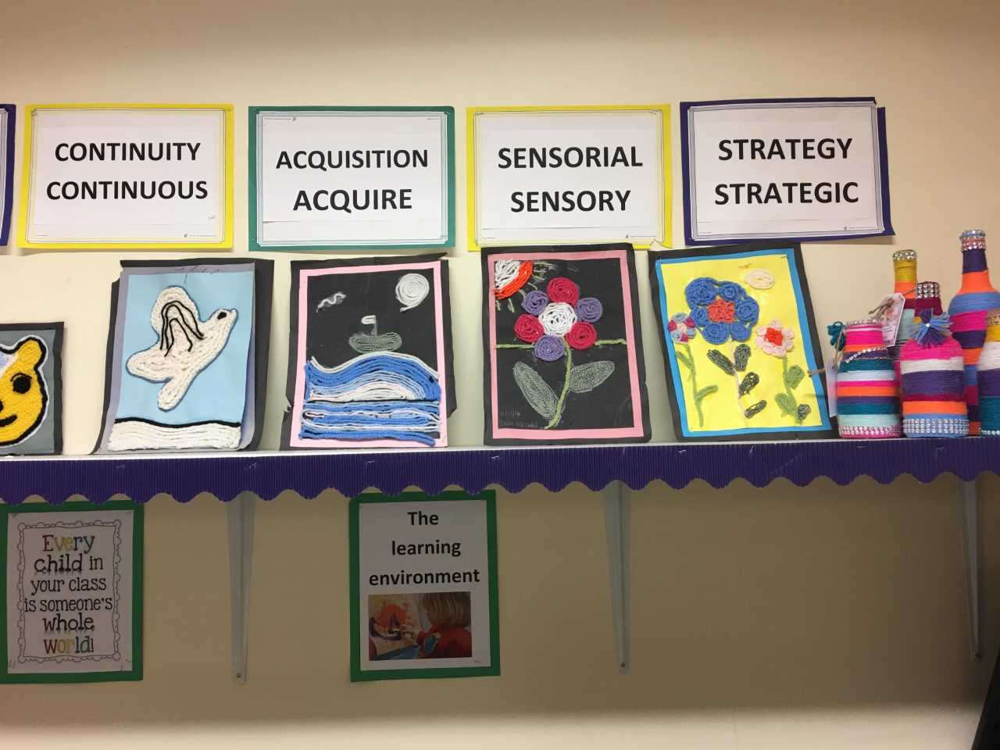 CONTINUITY
CONTINUOUS
ACQUISITION
ACQUIRE
SENSORIAL
SENSORY
STRATEGY
STRATEGIC
Every
child in
your class
is someone's
whole
world!
The
learning
environment